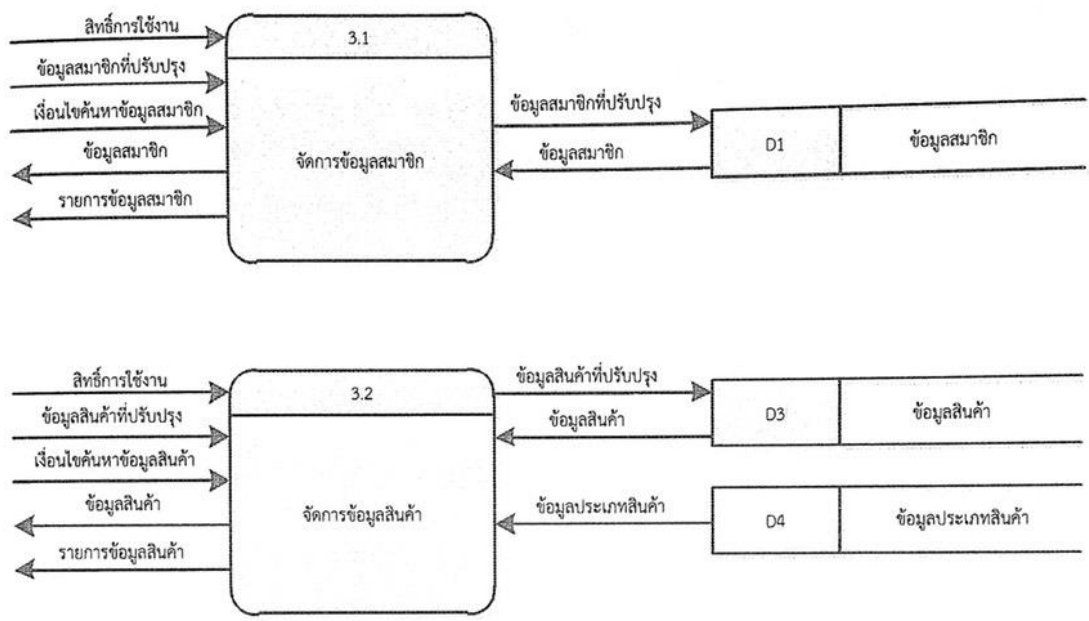 สิทธิ์การใช้งาน
ข้อมูลสมาชิกที่ปรับปรุง
เงื่อนไขค้นหาข้อมูลสมาชิก
ข้อมูลสมาชิก
รายการข้อมูลสมาชิก
3.1
จัดการข้อมูลสมาชิก
ข้อมูลสมาชิกที่ปรับปรุง
ข้อมูลสมาชิก
D1
ข้อมูลสมาชิก
สิทธิ์การใช้งาน
ข้อมูลสินค้าที่ปรับปรุง
เงื่อนไขค้นหาข้อมูลสินค้า
ข้อมูลสินค้า
รายการข้อมูลสินค้า
3.2
จัดการข้อมูลสินค้า
ข้อมูลสินค้าที่ปรับปรุง
ข้อมูลสินค้า
D3
ข้อมูลสินค้า
ข้อมูลประเภทสินค้า
D4
ข้อมูลประเภทสินค้า